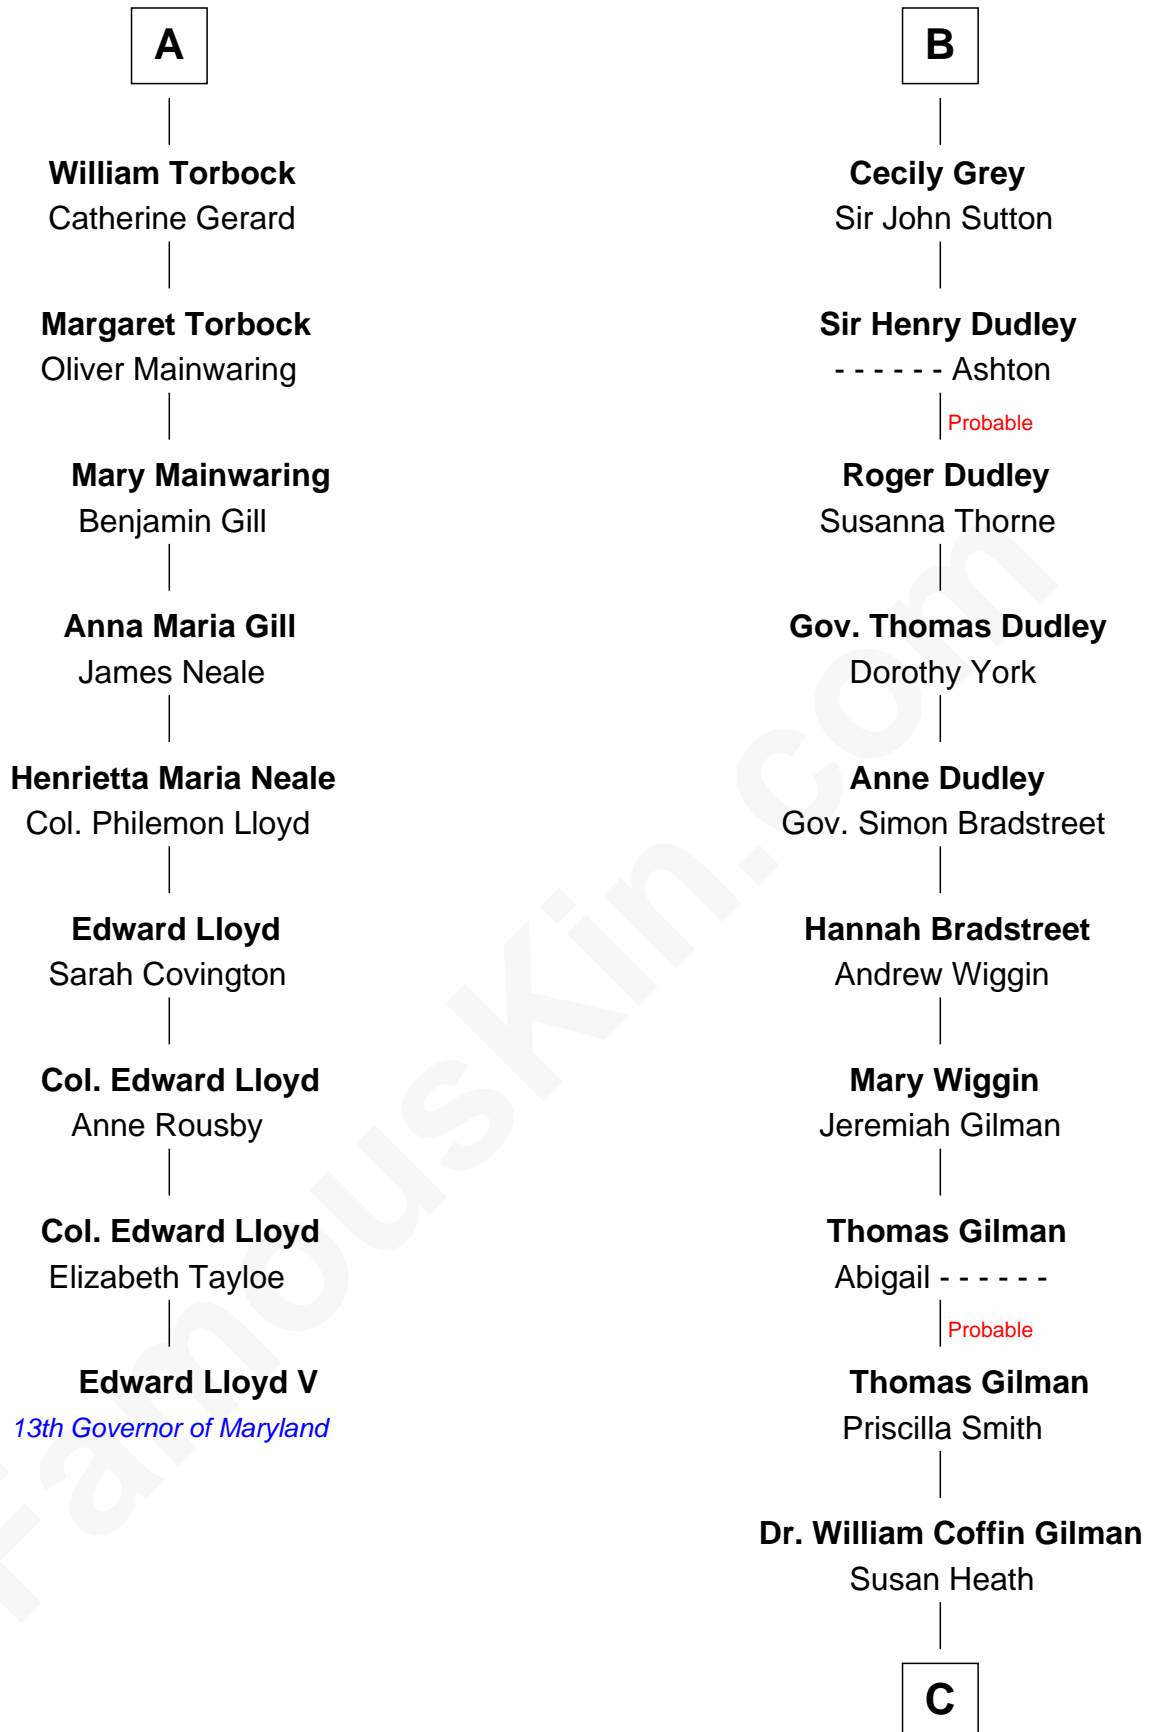 A
William Torbock
Catherine Gerard
Margaret Torbock
Oliver Mainwaring
Mary Mainwaring
Benjamin Gill
Anna Maria Gill
James Neale
Henrietta Maria Neale
Col. Philemon Lloyd
Edward Lloyd
Sarah Covington
Col. Edward Lloyd
Anne Rousby
Col. Edward Lloyd
Elizabeth Tayloe
Edward Lloyd V
13th Governor of Maryland
B
Cecily Grey
Sir John Sutton
Sir Henry Dudley
- - - - - - Ashton
Probable
Roger Dudley
Susanna Thorne
Gov. Thomas Dudley
Dorothy York
Anne Dudley
Gov. Simon Bradstreet
Hannah Bradstreet
Andrew Wiggin
Mary Wiggin
Jeremiah Gilman
Thomas Gilman
Abigail - - - - - -
Probable
Thomas Gilman
Priscilla Smith
Dr. William Coffin Gilman
Susan Heath
C
FamousKin.com